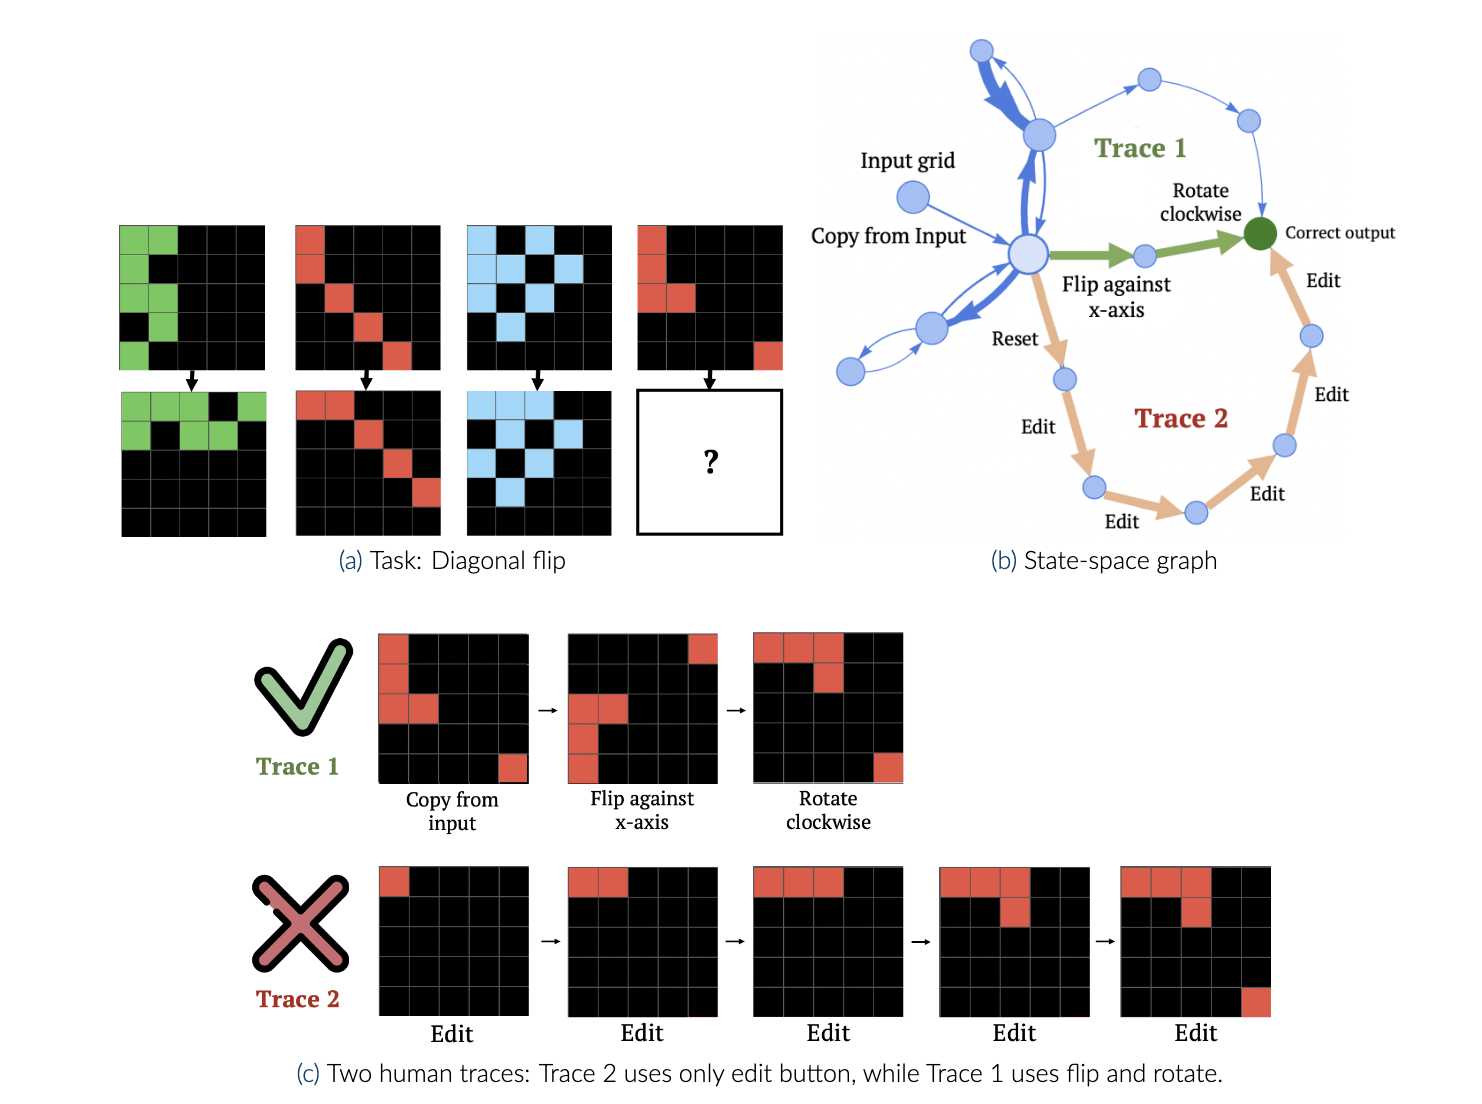 Input grid
Copy from Input
Trace 1
Rotate
clockwise
Correct output
Flip against
x-axis
Edit
Reset
Edit
Trace 2
Edit
Edit
Edit
?
(a) Task: Diagonal flip
(b) State-space graph
Trace 1
Copy from
input
Flip against
x-axis
Rotate
clockwise
Trace 2
Edit
Edit
Edit
Edit
Edit
(c) Two human traces: Trace 2 uses only edit button, while Trace 1 uses flip and rotate.